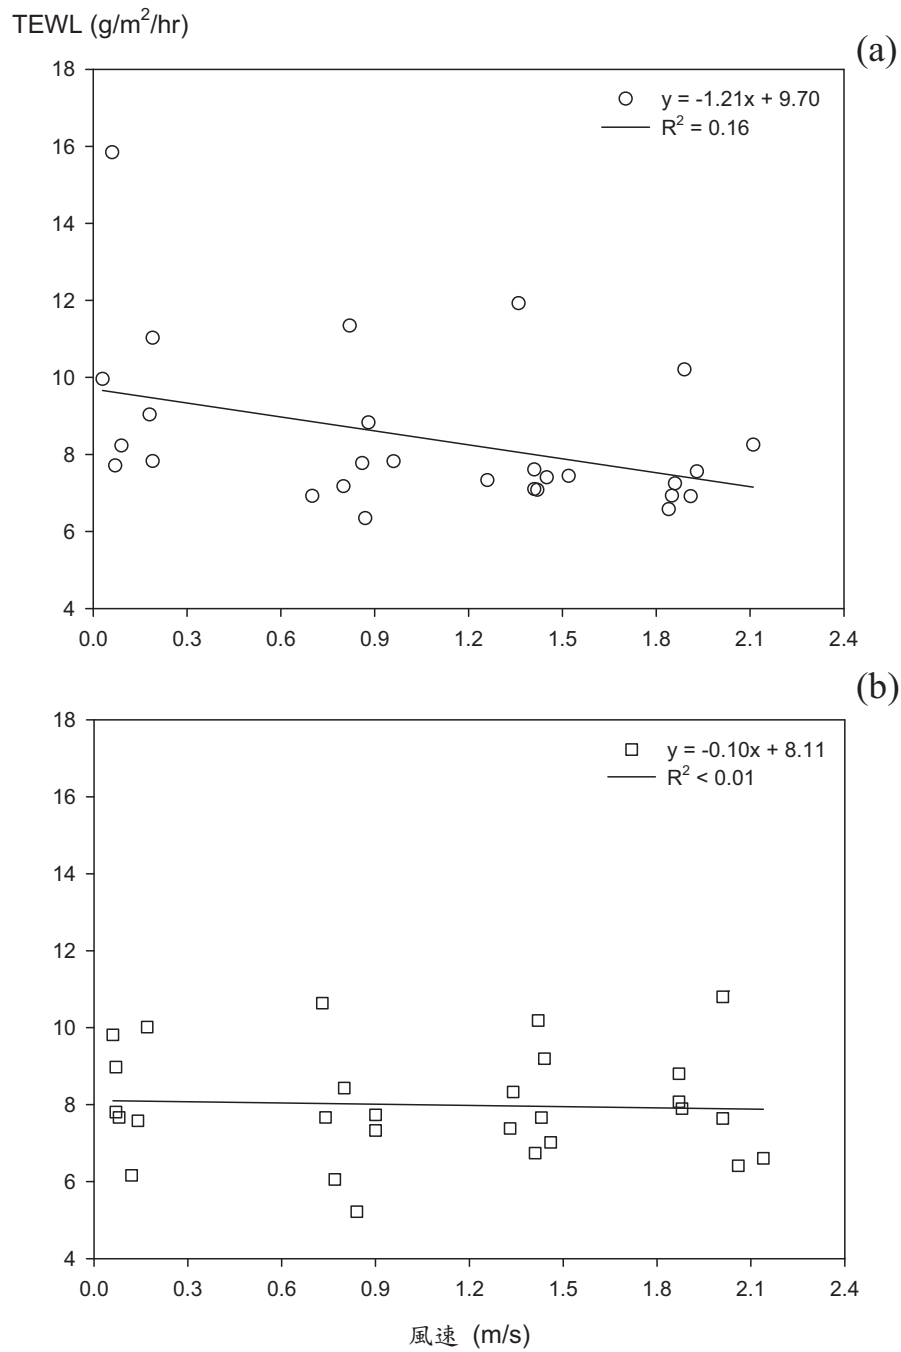 TEWL (g/m²/hr)
(a)
y = -1.21x + 9.70
R² = 0.16
18
16
14
12
10
8
6
4
0.0 0.3 0.6 0.9 1.2 1.5 1.8 2.1 2.4
(b)
y = -0.10x + 8.11
R² < 0.01
18
16
14
12
10
8
6
4
0.0 0.3 0.6 0.9 1.2 1.5 1.8 2.1 2.4
風速 (m/s)